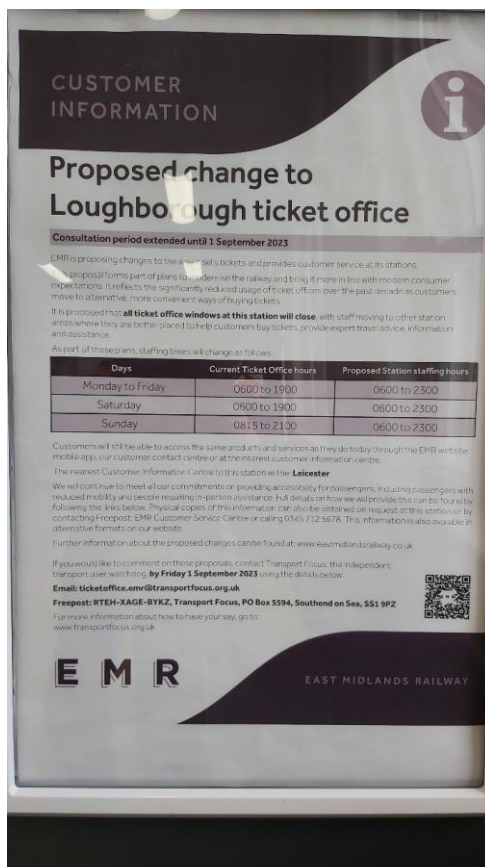 CUSTOMER
INFORMATION
i
Proposed change to
Loughborough ticket office
Consultation period extended until 1 September 2023
EMR is proposing changes to the way it sells tickets and provides customer service at its stations.
proposal forms part of plans to modernise the railway and bring it more in line with modern consumer
expectations. It reflects the significantly reduced usage of ticket offices over the past decade as customers
move to alternative, more convenient ways of buying tickets.
It is proposed that all ticket office windows at this station will close, with staff moving to other station
areas where they are better placed to help customers buy tickets, provide expert travel advice, information
and assistance.
As part of these plans, staffing times will change as follows:
Days Current Ticket Office hours Proposed Station staffing hours
Monday to Friday 0600 to 1900 0600 to 2300
Saturday 0600 to 1900 0600 to 2300
Sunday 0815 to 2100 0600 to 2300
Customers will still be able to access the same products and services as they do today through the EMR website,
mobile app, our customer contact centre or at the nearest customer information centre.
The nearest Customer Information Centre to this station will be: Leicester
We will continue to meet all our commitments on providing accessibility for passengers, including passengers with
reduced mobility and people requiring in-person assistance. Full details on how we will provide this can be found by
following the links below. Physical copies of this information can also be obtained on request at this station or by
contacting Freepost: EMR Customer Service Centre or calling 0345 712 5678. This information is also available in
alternative formats on our website.
Further information about the proposed changes can be found at: www.eastmidlandsrailway.co.uk
If you would like to comment on these proposals, contact Transport Focus, the independent
transport user watchdog, by Friday 1 September 2023 using the details below:
Email: ticketoffice.emr@transportfocus.org.uk
Freepost: RTEH-XAGE-BYKZ, Transport Focus, PO Box 5594, Southend on Sea, SS1 9PZ
For more information about how to have your say, go to:
www.transportfocus.org.uk
EMR
EAST MIDLANDS RAILWAY